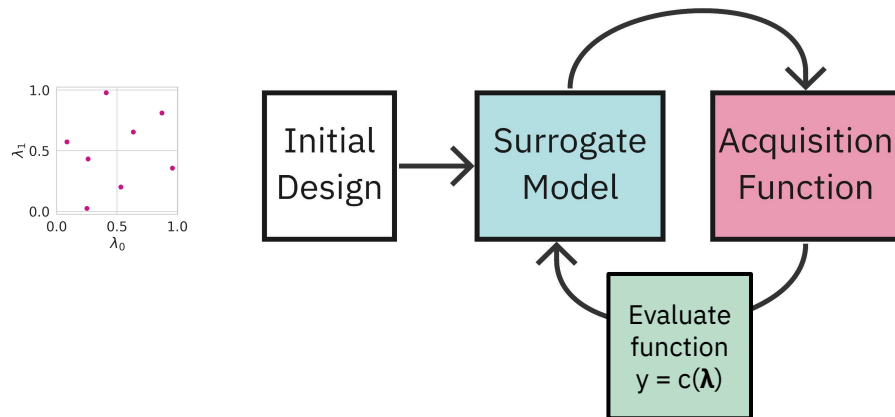 1.0
0.5
0.0
λ1
0.0 0.5 1.0
λ0
Initial
Design
Surrogate
Model
Acquisition
Function
Evaluate
function
y = c(λ)